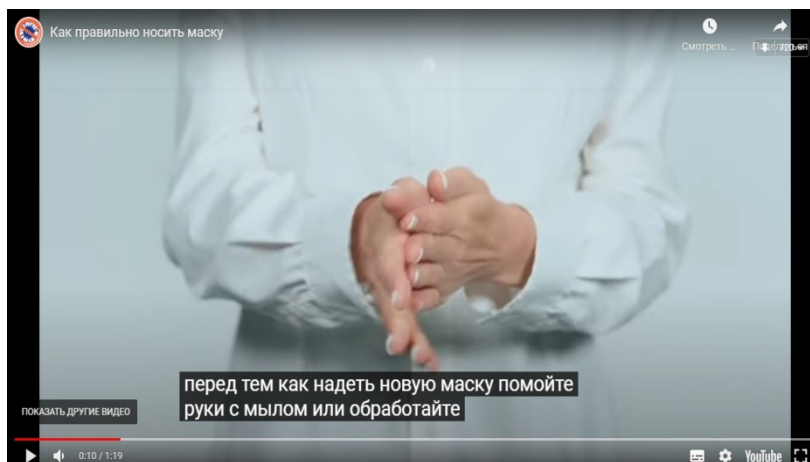 Как правильно носить маску
Смотреть ...
перед тем как надеть новую маску помойте
руки с мылом или обработайте
ПОКАЗАТЬ ДРУГИЕ ВИДЕО
0:10 / 1:19
YouTube